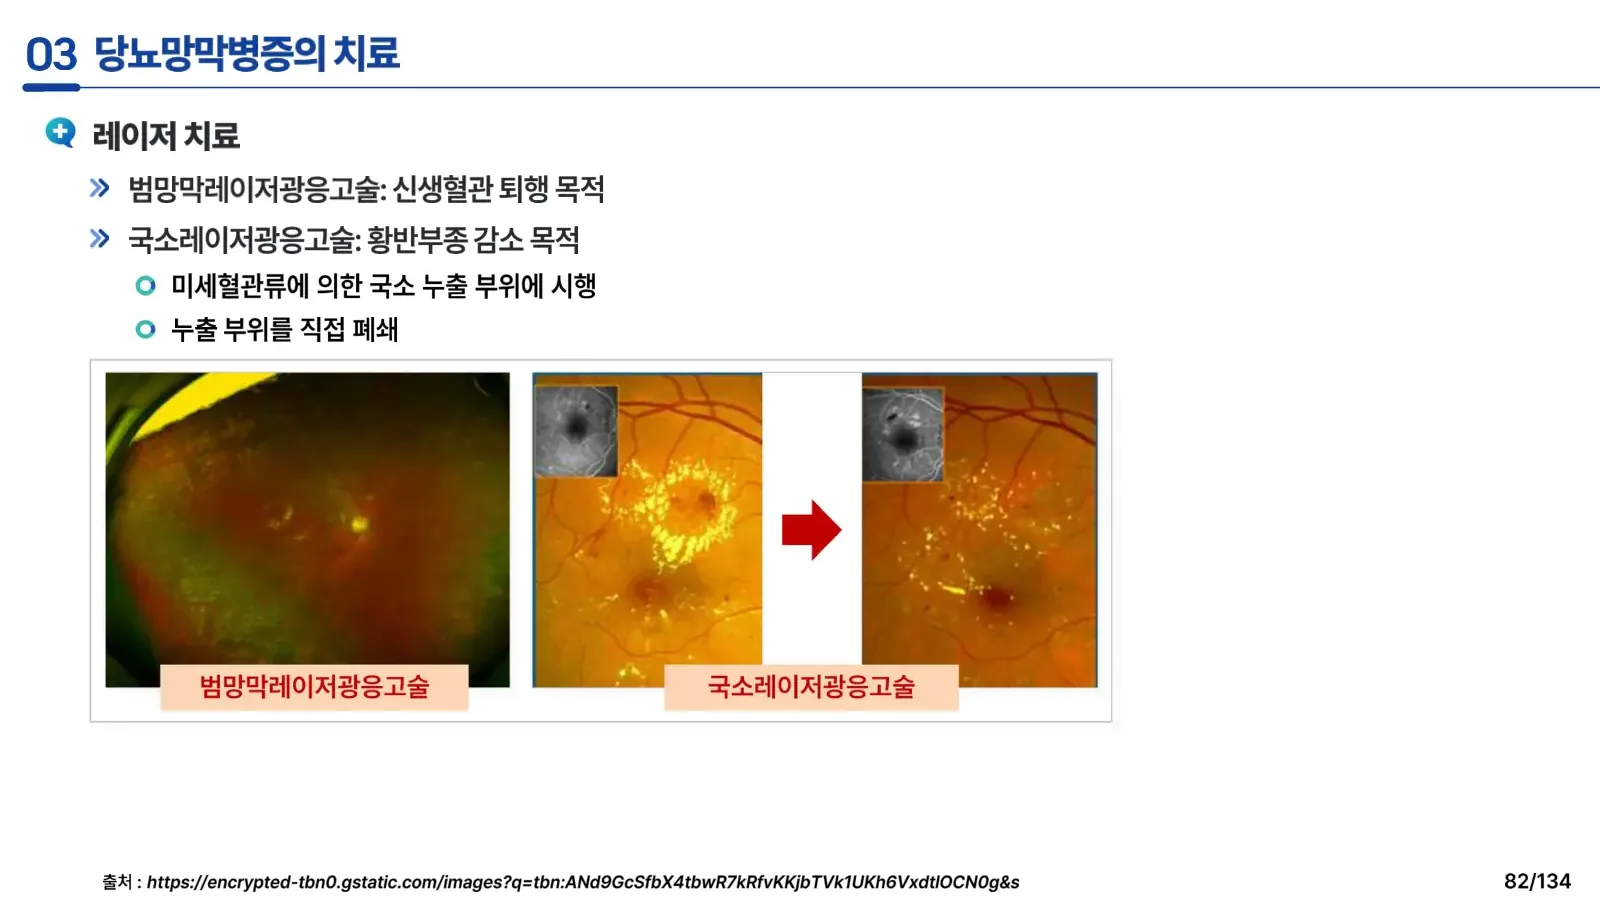 03 당뇨망막병증의 치료
레이저 치료
범망막레이저광응고술: 신생혈관 퇴행 목적
국소레이저광응고술: 황반부종 감소 목적
미세혈관류에 의한 국소 누출 부위에 시행
누출 부위를 직접 폐쇄
범망막레이저광응고술
국소레이저광응고술
출처 : https://encrypted-tbn0.gstatic.com/images?q=tbn:ANd9GcSfbX4tbwR7kRfvKKjbTVk1UKh6VxdtlOCN0g&s
82/134